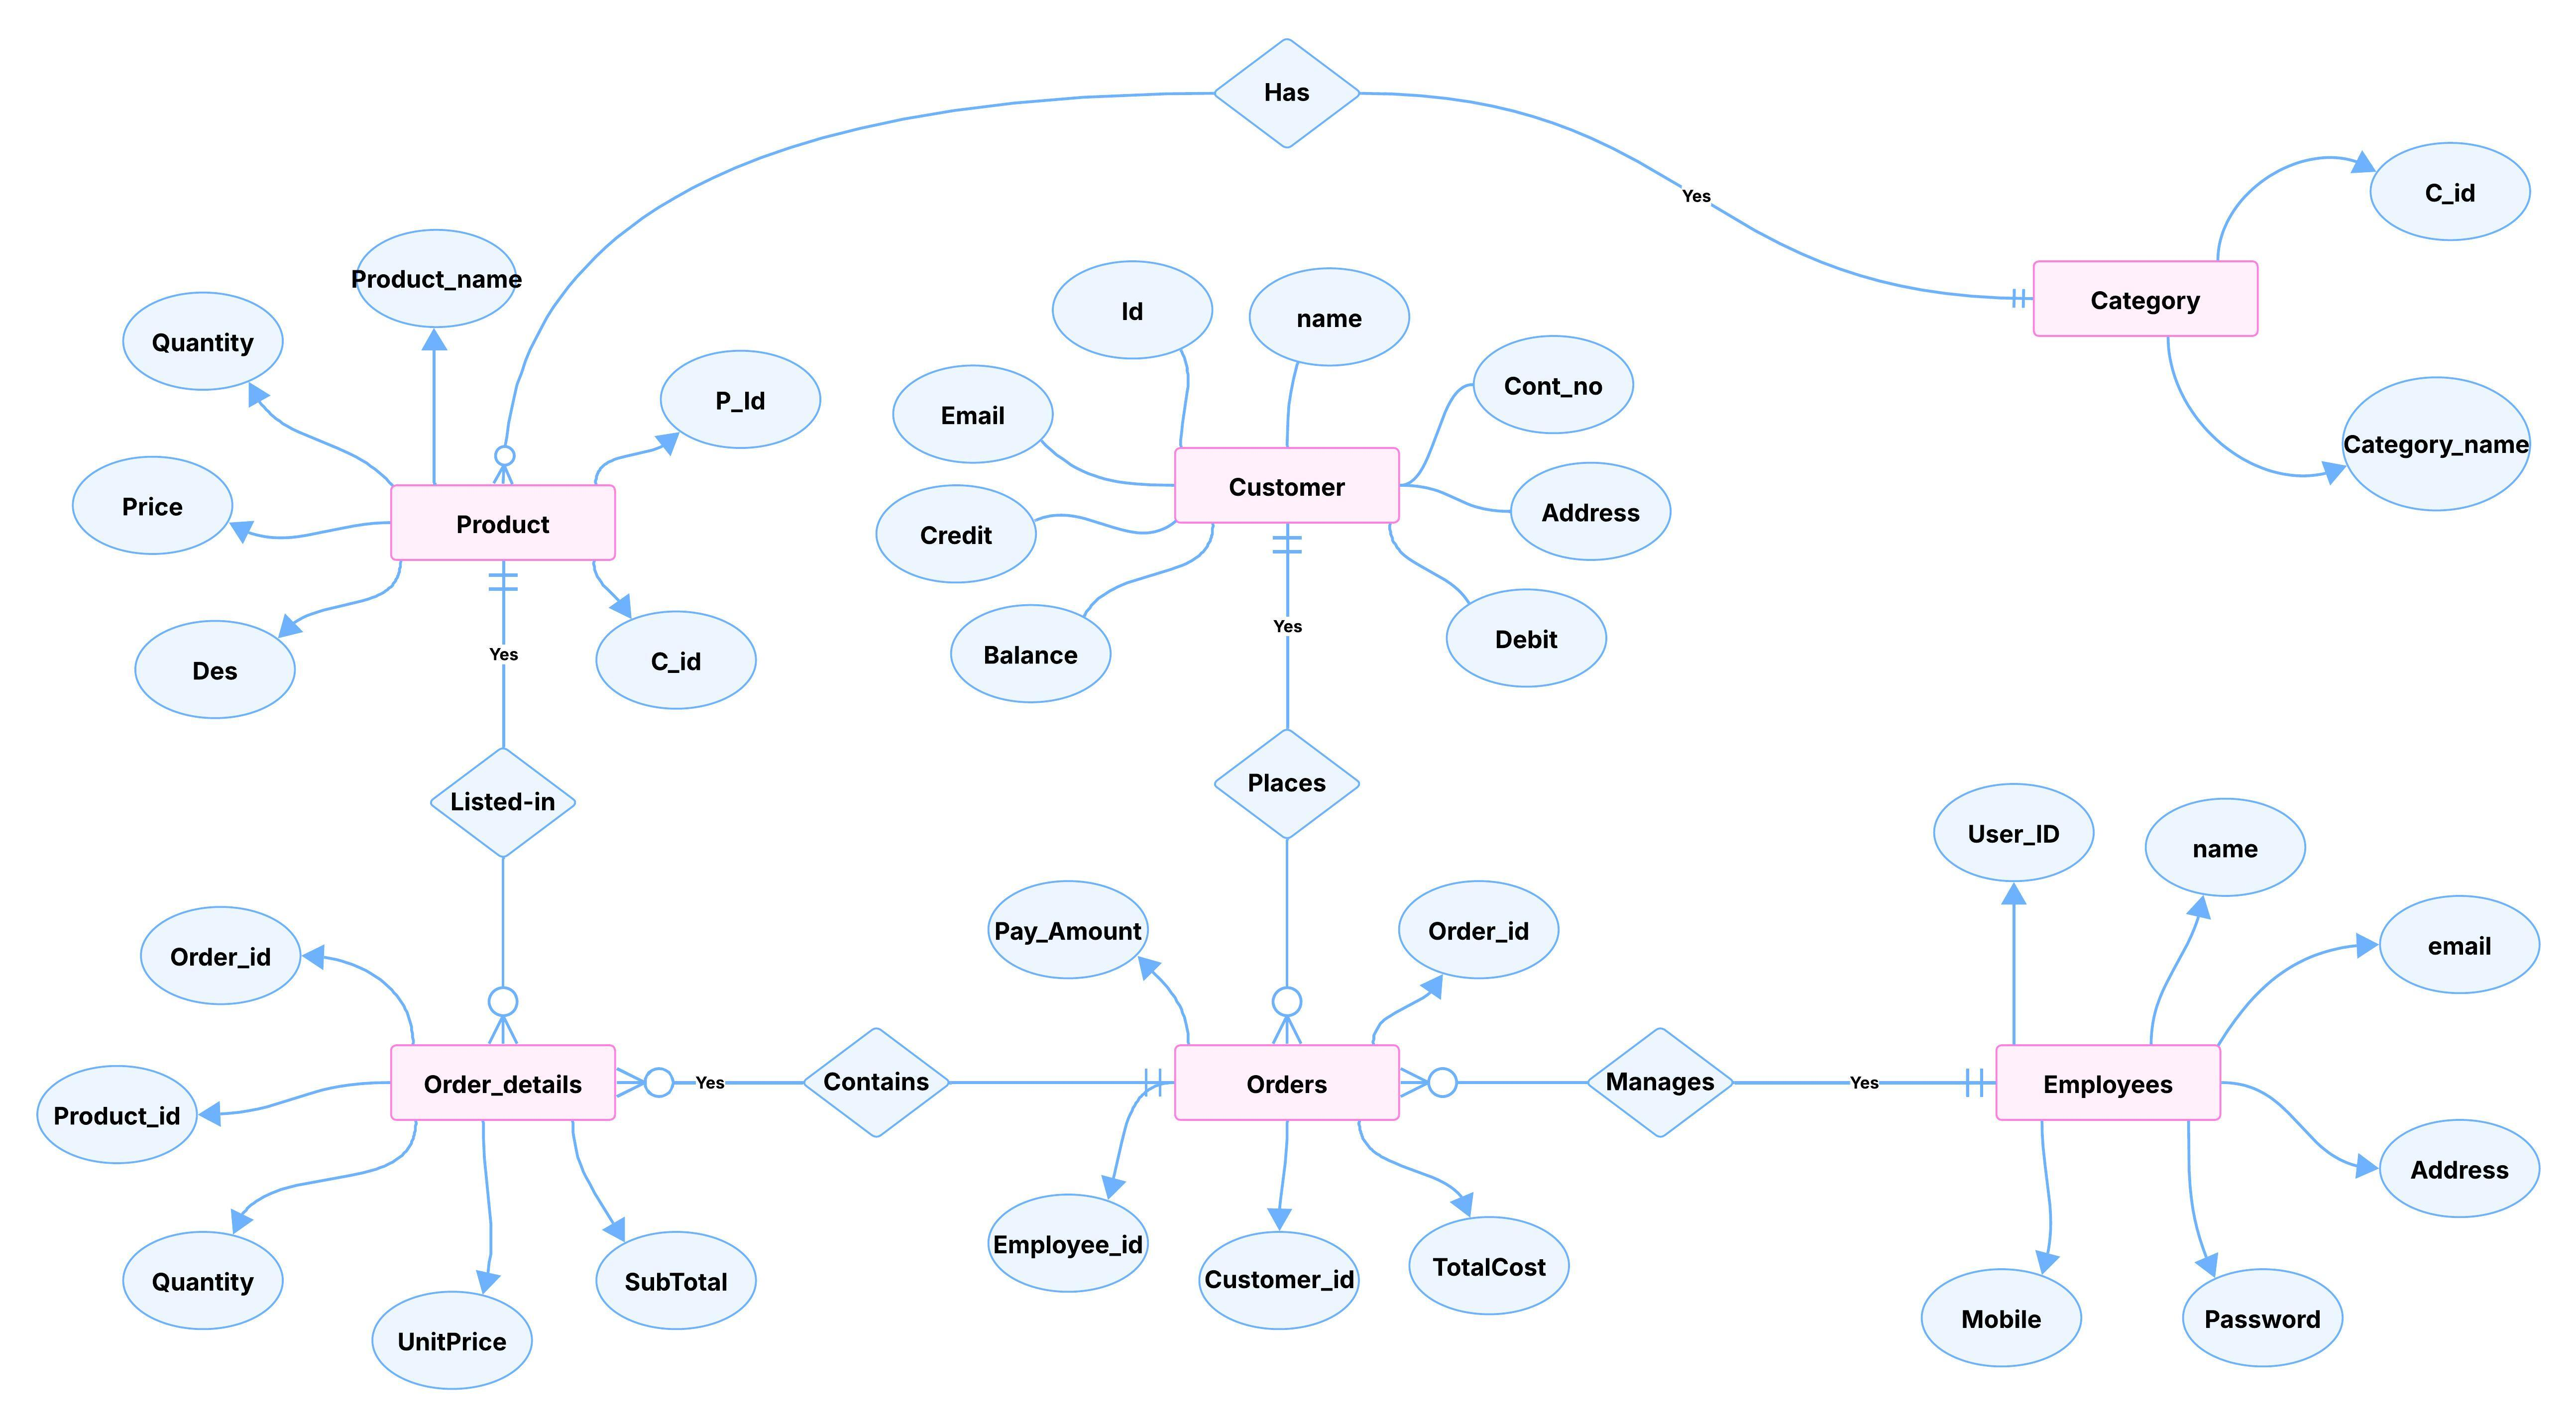 Has
Yes
C_id
Category
Category_name
Product_name
Quantity
P_Id
Price
Product
Des
C_id
Yes
Id
name
Cont_no
Email
Customer
Address
Credit
Balance
Debit
Yes
Listed-in
Places
User_ID
name
email
Order_id
Pay_Amount
Order_id
Order_details
Yes
Contains
Orders
Manages
Yes
Employees
Product_id
Address
Quantity
UnitPrice
SubTotal
Employee_id
Customer_id
TotalCost
Mobile
Password